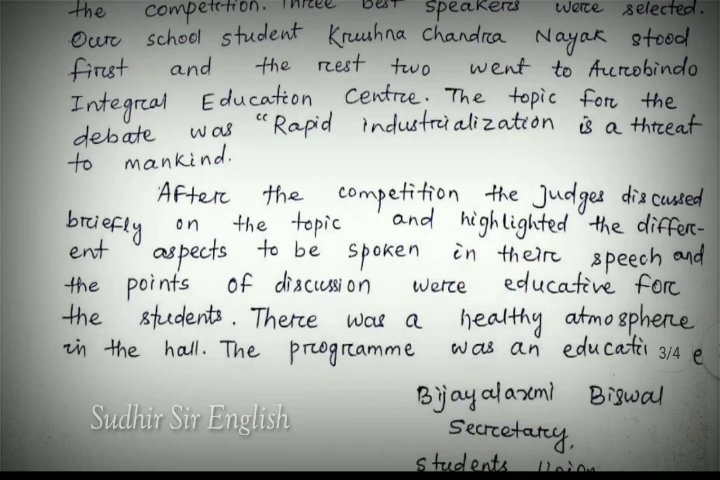 the competition. Three best speakers were selected.
Our school student Krushna Chandra Nayak stood
first and the rest two went to Aurobindo
Integral Education Centre. The topic for the
debate was "Rapid industrialization is a threat
to mankind.
After the competition the Judges discussed
briefly on the topic and highlighted the differ-
ent aspects to be spoken in their speech and
the points of discussion were educative for
the students. There was a healthy atmosphere
in the hall. The programme was an 3/4
Bijayalaxmi Biswal
Sudhir Sir English
Secretary,
Students Union